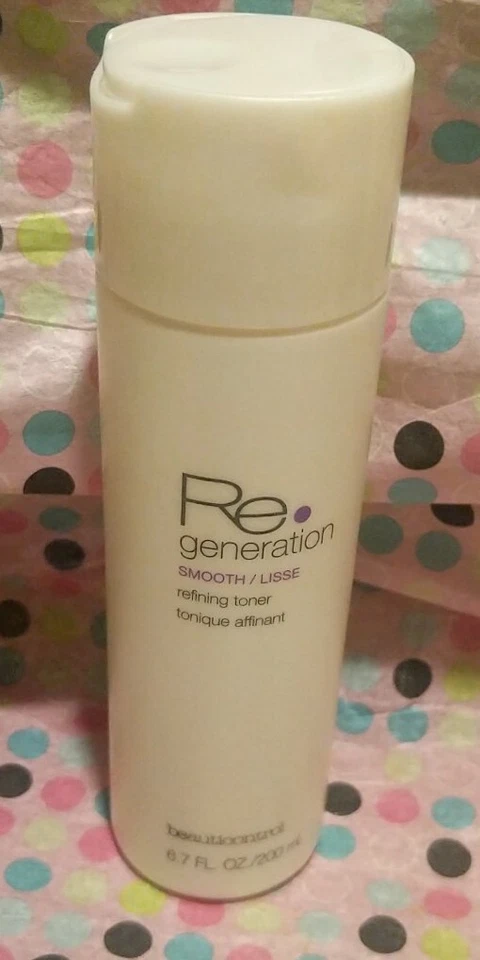 Re•
generation
SMOOTH / LISSE
refining toner
tonique affinant
beauticontrol
6.7 FL. OZ./200 mL